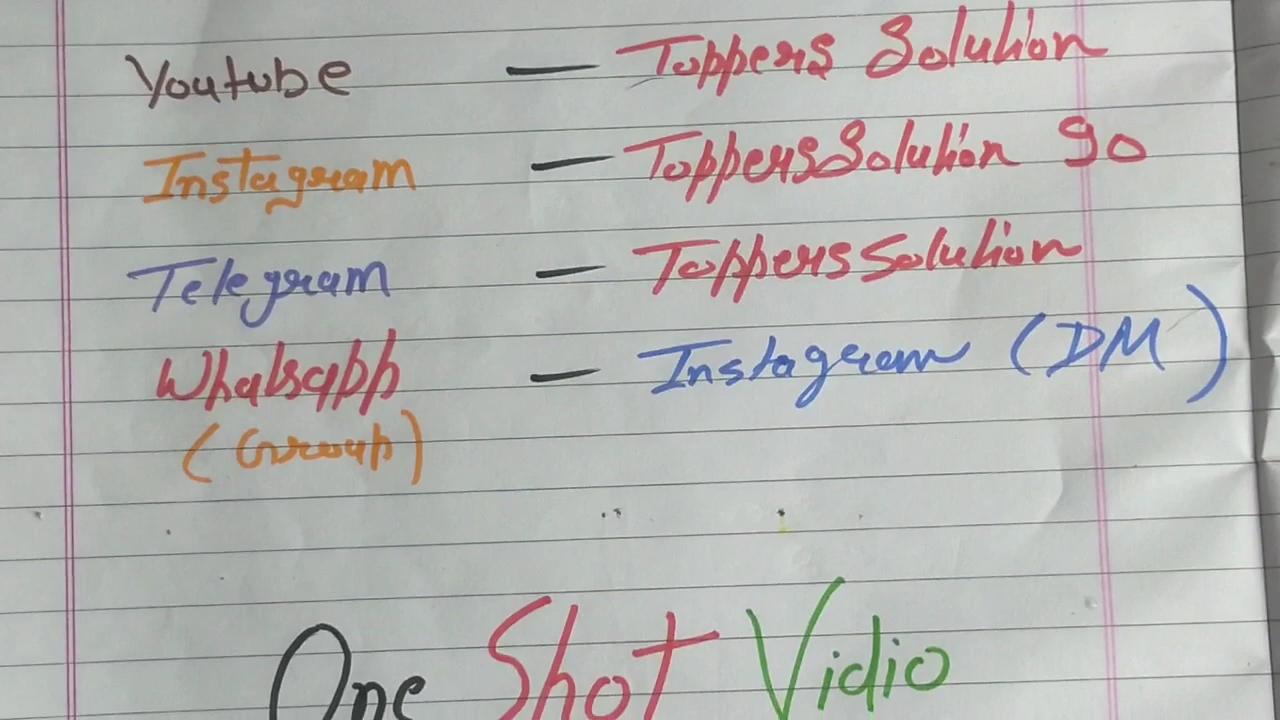 Youtube — Toppers Solution
Instagram — ToppersSolution 90
Telegram — ToppersSolution
Whatsapp — Instagram (DM)
(Group)
One Shot Vidio